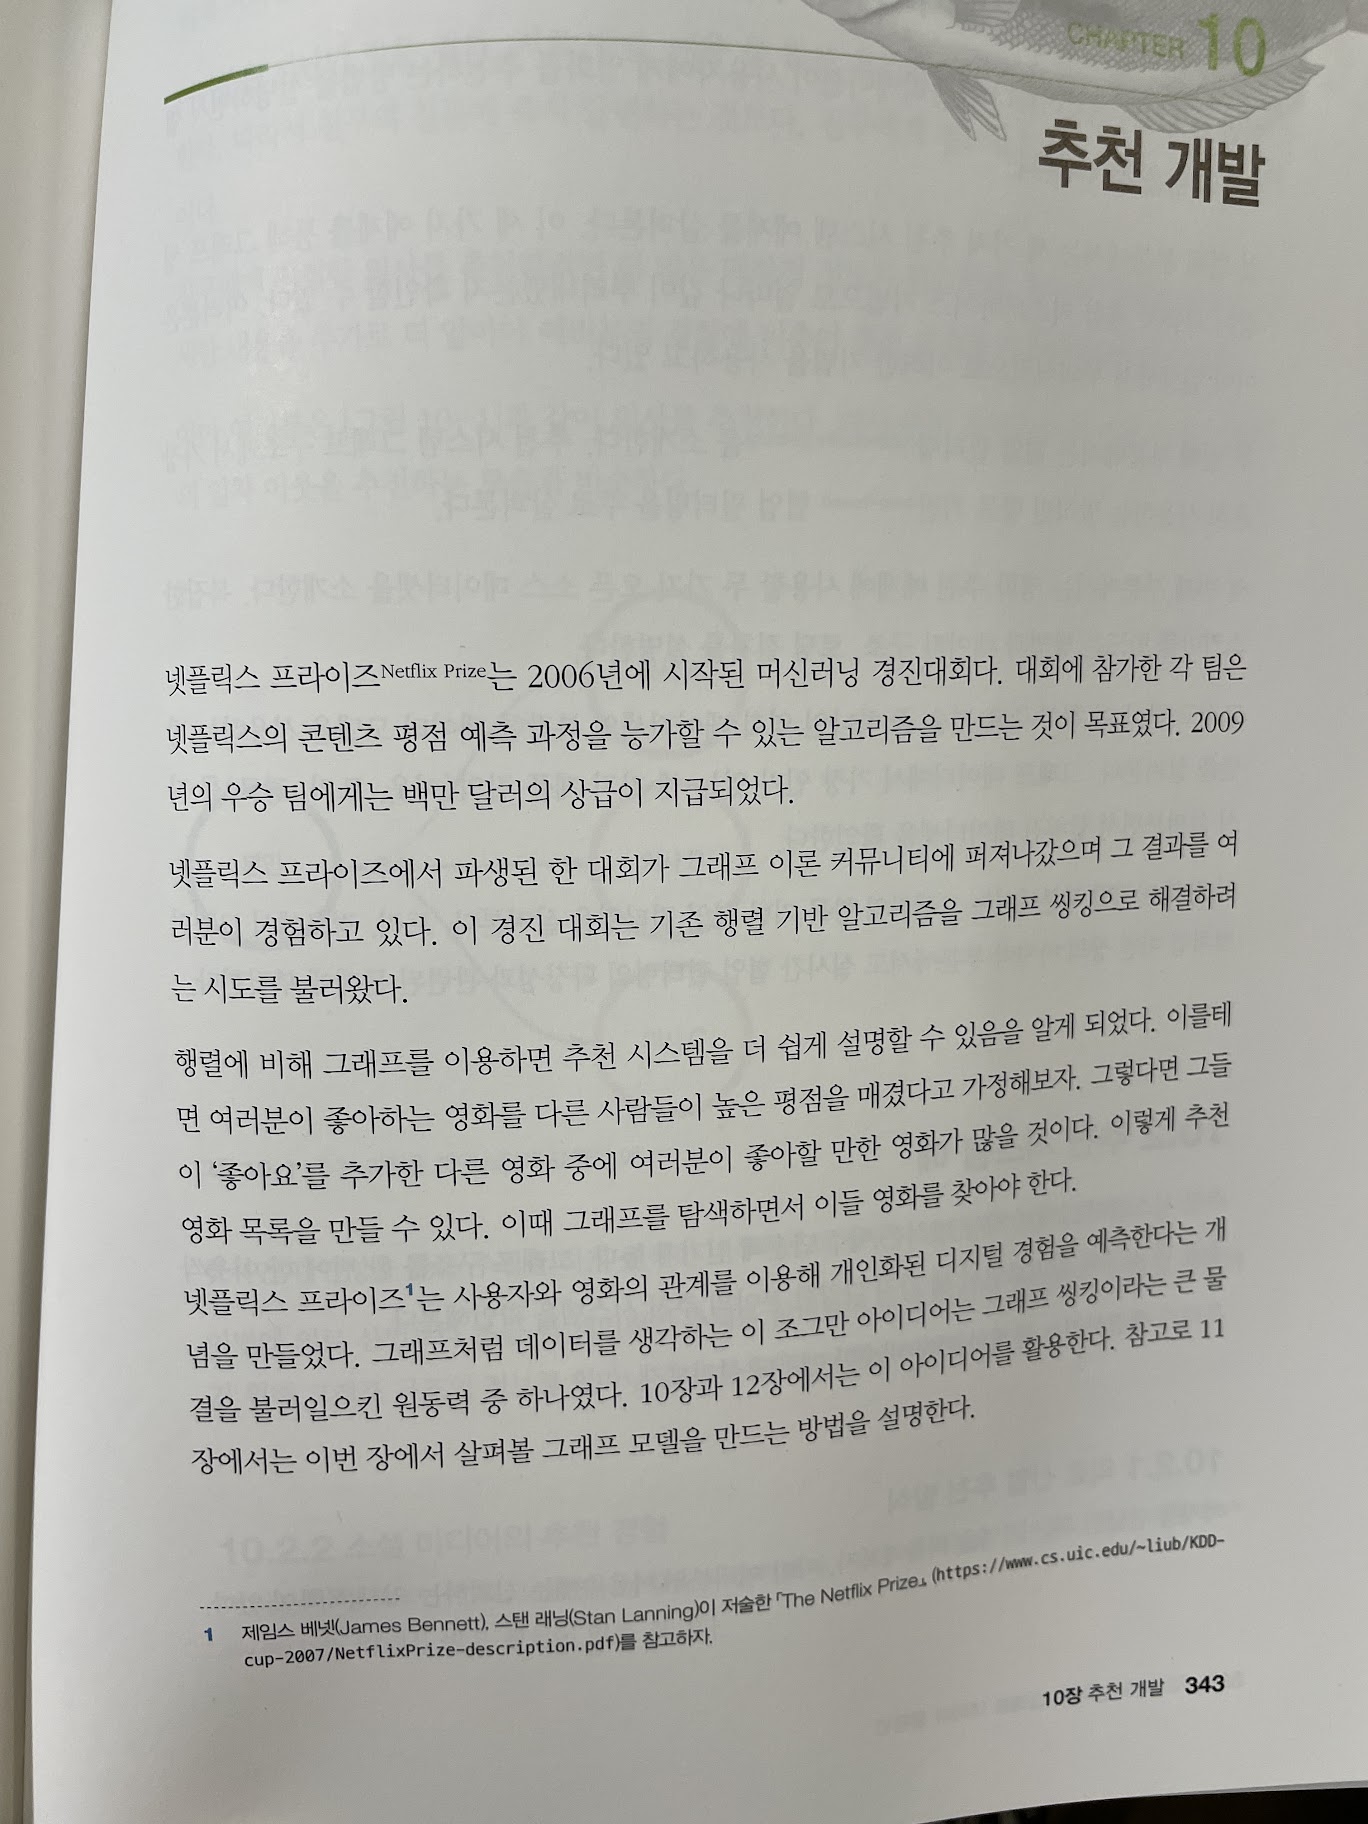 CHAPTER 10
추천 개발
넷플릭스 프라이즈Netflix Prize는 2006년에 시작된 머신러닝 경진대회다. 대회에 참가한 각 팀은
넷플릭스의 콘텐츠 평점 예측 과정을 능가할 수 있는 알고리즘을 만드는 것이 목표였다. 2009
년의 우승 팀에게는 백만 달러의 상금이 지급되었다.
넷플릭스 프라이즈에서 파생된 한 대회가 그래프 이론 커뮤니티에 퍼져나갔으며 그 결과를 여
러분이 경험하고 있다. 이 경진 대회는 기존 행렬 기반 알고리즘을 그래프 씽킹으로 해결하려
는 시도를 불러왔다.
행렬에 비해 그래프를 이용하면 추천 시스템을 더 쉽게 설명할 수 있음을 알게 되었다. 이를테
면 여러분이 좋아하는 영화를 다른 사람들이 높은 평점을 매겼다고 가정해보자. 그렇다면 그들
이 ‘좋아요’를 추가한 다른 영화 중에 여러분이 좋아할 만한 영화가 많을 것이다. 이렇게 추천
영화 목록을 만들 수 있다. 이때 그래프를 탐색하면서 이들 영화를 찾아야 한다.
넷플릭스 프라이즈1는 사용자와 영화의 관계를 이용해 개인화된 디지털 경험을 예측한다는 개
념을 만들었다. 그래프처럼 데이터를 생각하는 이 조그만 아이디어는 그래프 씽킹이라는 큰 물
결을 불러일으킨 원동력 중 하나였다. 10장과 12장에서는 이 아이디어를 활용한다. 참고로 11
장에서는 이번 장에서 살펴볼 그래프 모델을 만드는 방법을 설명한다.
1 제임스 베넷(James Bennett), 스탠 래닝(Stan Lanning)이 저술한 「The Netflix Prize」, (https://www.cs.uic.edu/~liub/KDD-
cup-2007/NetflixPrize-description.pdf)를 참고하자.
10장 추천 개발 343